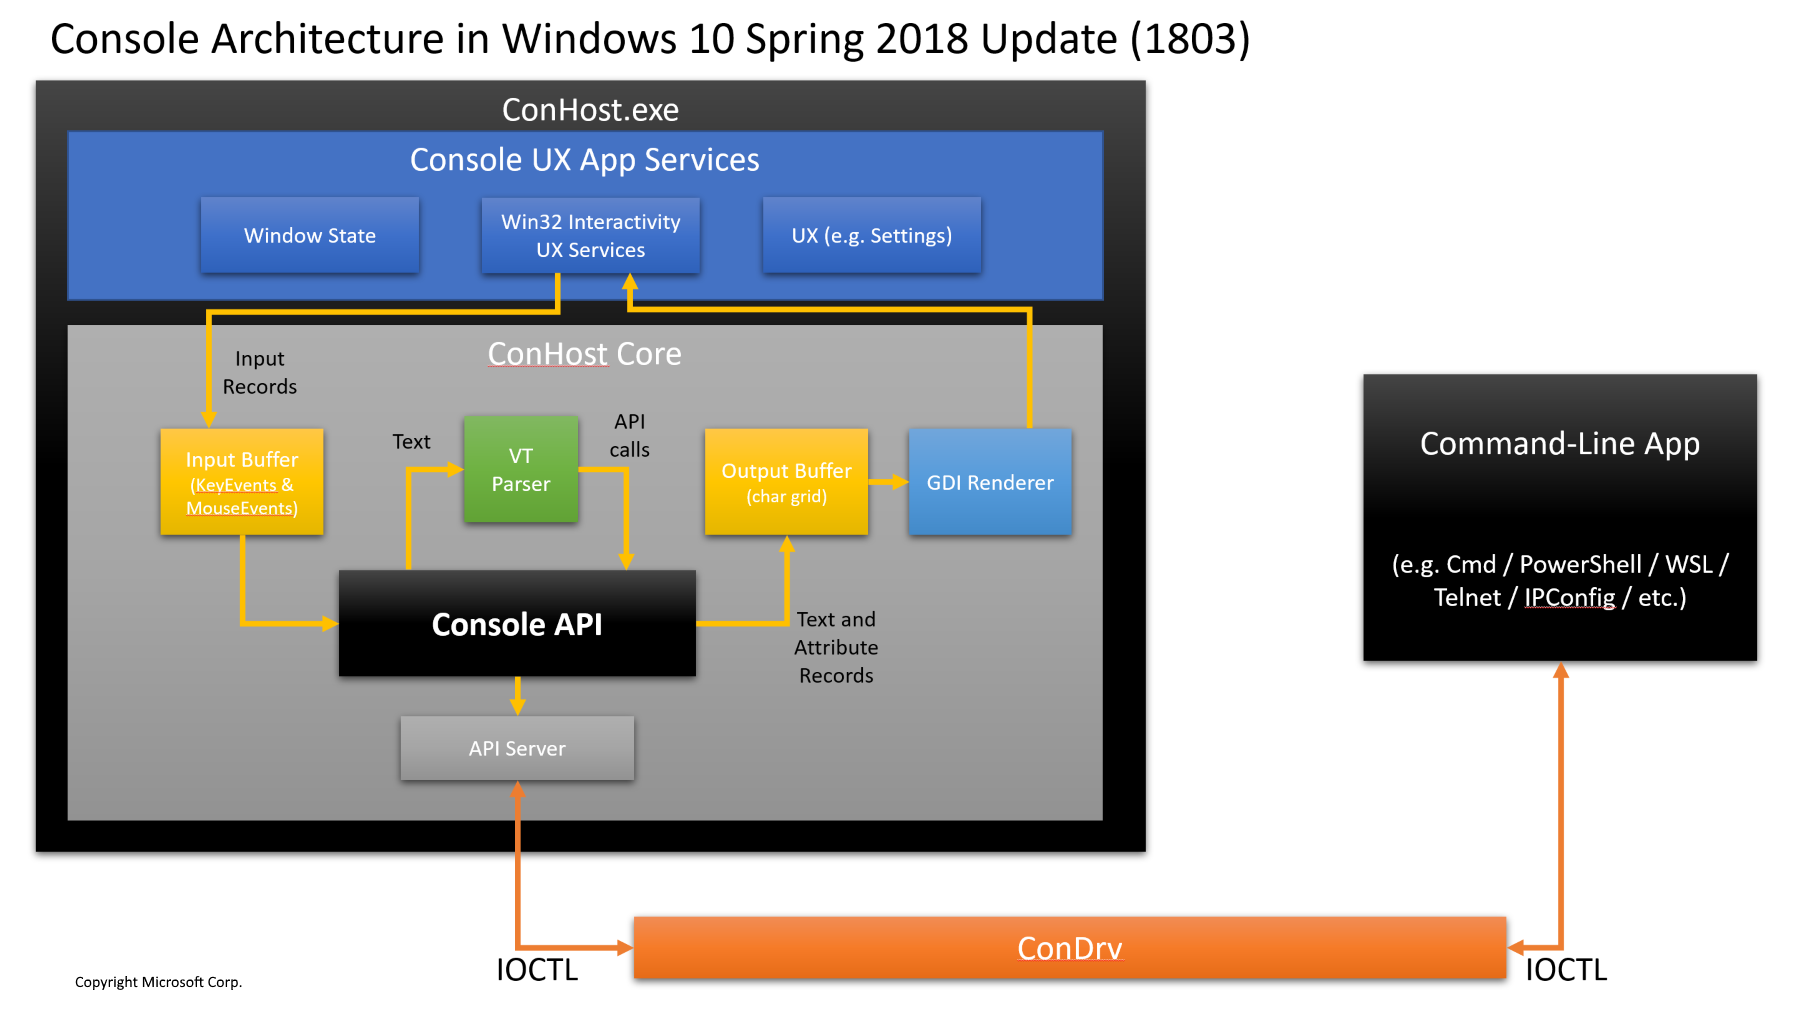 Console Architecture in Windows 10 Spring 2018 Update (1803)
ConHost.exe
Console UX App Services
Window State
Win32 Interactivity
UX Services
UX (e.g. Settings)
ConHost Core
Input
Records
Input Buffer
(KeyEvents &
MouseEvents)
Text
VT
Parser
API
calls
Output Buffer
(char grid)
GDI Renderer
Console API
Text and
Attribute
Records
API Server
Command-Line App
(e.g. Cmd / PowerShell / WSL /
Telnet / IPConfig / etc.)
ConDrv
IOCTL
IOCTL
Copyright Microsoft Corp.